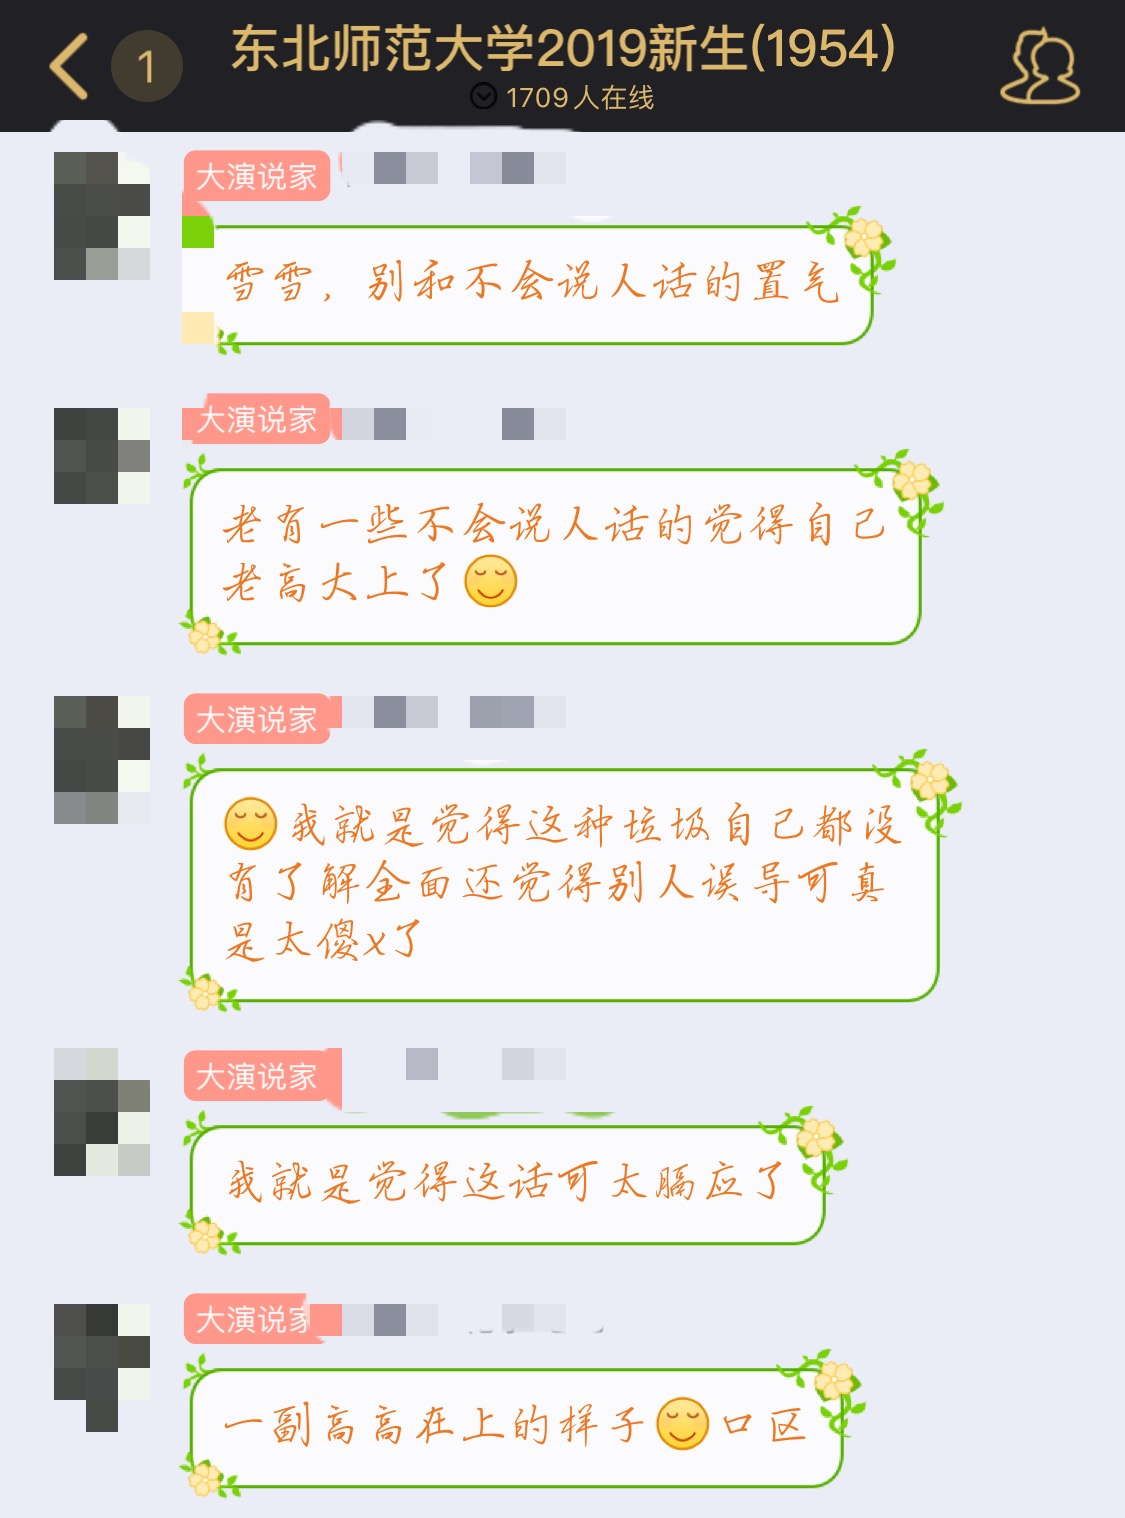 1
东北师范大学2019新生(1954)
1709人在线
大演说家
雪雪，别和不会说人话的置气
大演说家
老有一些不会说人话的觉得自己
老高大上了
大演说家
我就是觉得这种垃圾自己都没
有了解全面还觉得别人误导可真
是太傻x了
大演说家
我就是觉得这话可太膈应了
大演说家
一副高高在上的样子口区